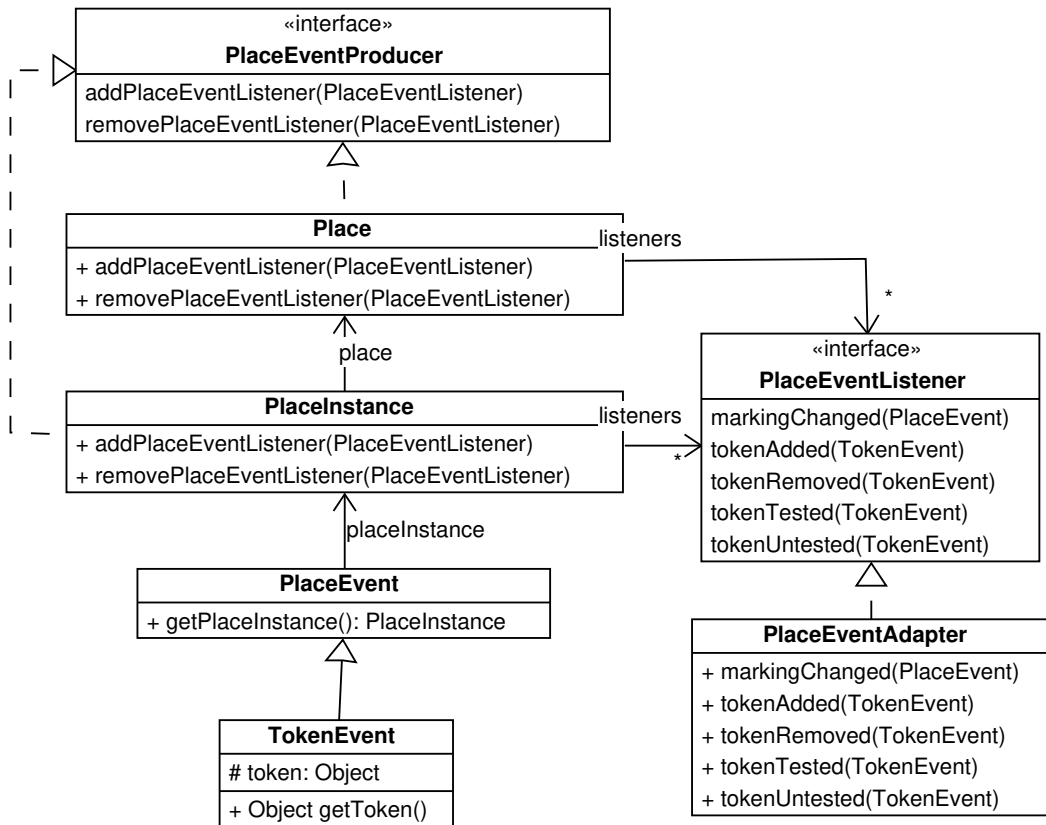 «interface»
PlaceEventProducer
addPlaceEventListener(PlaceEventListener)
removePlaceEventListener(PlaceEventListener)
Place
+ addPlaceEventListener(PlaceEventListener)
+ removePlaceEventListener(PlaceEventListener)
listeners
*
place
PlaceInstance
+ addPlaceEventListener(PlaceEventListener)
+ removePlaceEventListener(PlaceEventListener)
listeners
*
«interface»
PlaceEventListener
markingChanged(PlaceEvent)
tokenAdded(TokenEvent)
tokenRemoved(TokenEvent)
tokenTested(TokenEvent)
tokenUntested(TokenEvent)
placeInstance
PlaceEvent
+ getPlaceInstance(): PlaceInstance
TokenEvent
# token: Object
+ Object getToken()
PlaceEventAdapter
+ markingChanged(PlaceEvent)
+ tokenAdded(TokenEvent)
+ tokenRemoved(TokenEvent)
+ tokenTested(TokenEvent)
+ tokenUntested(TokenEvent)